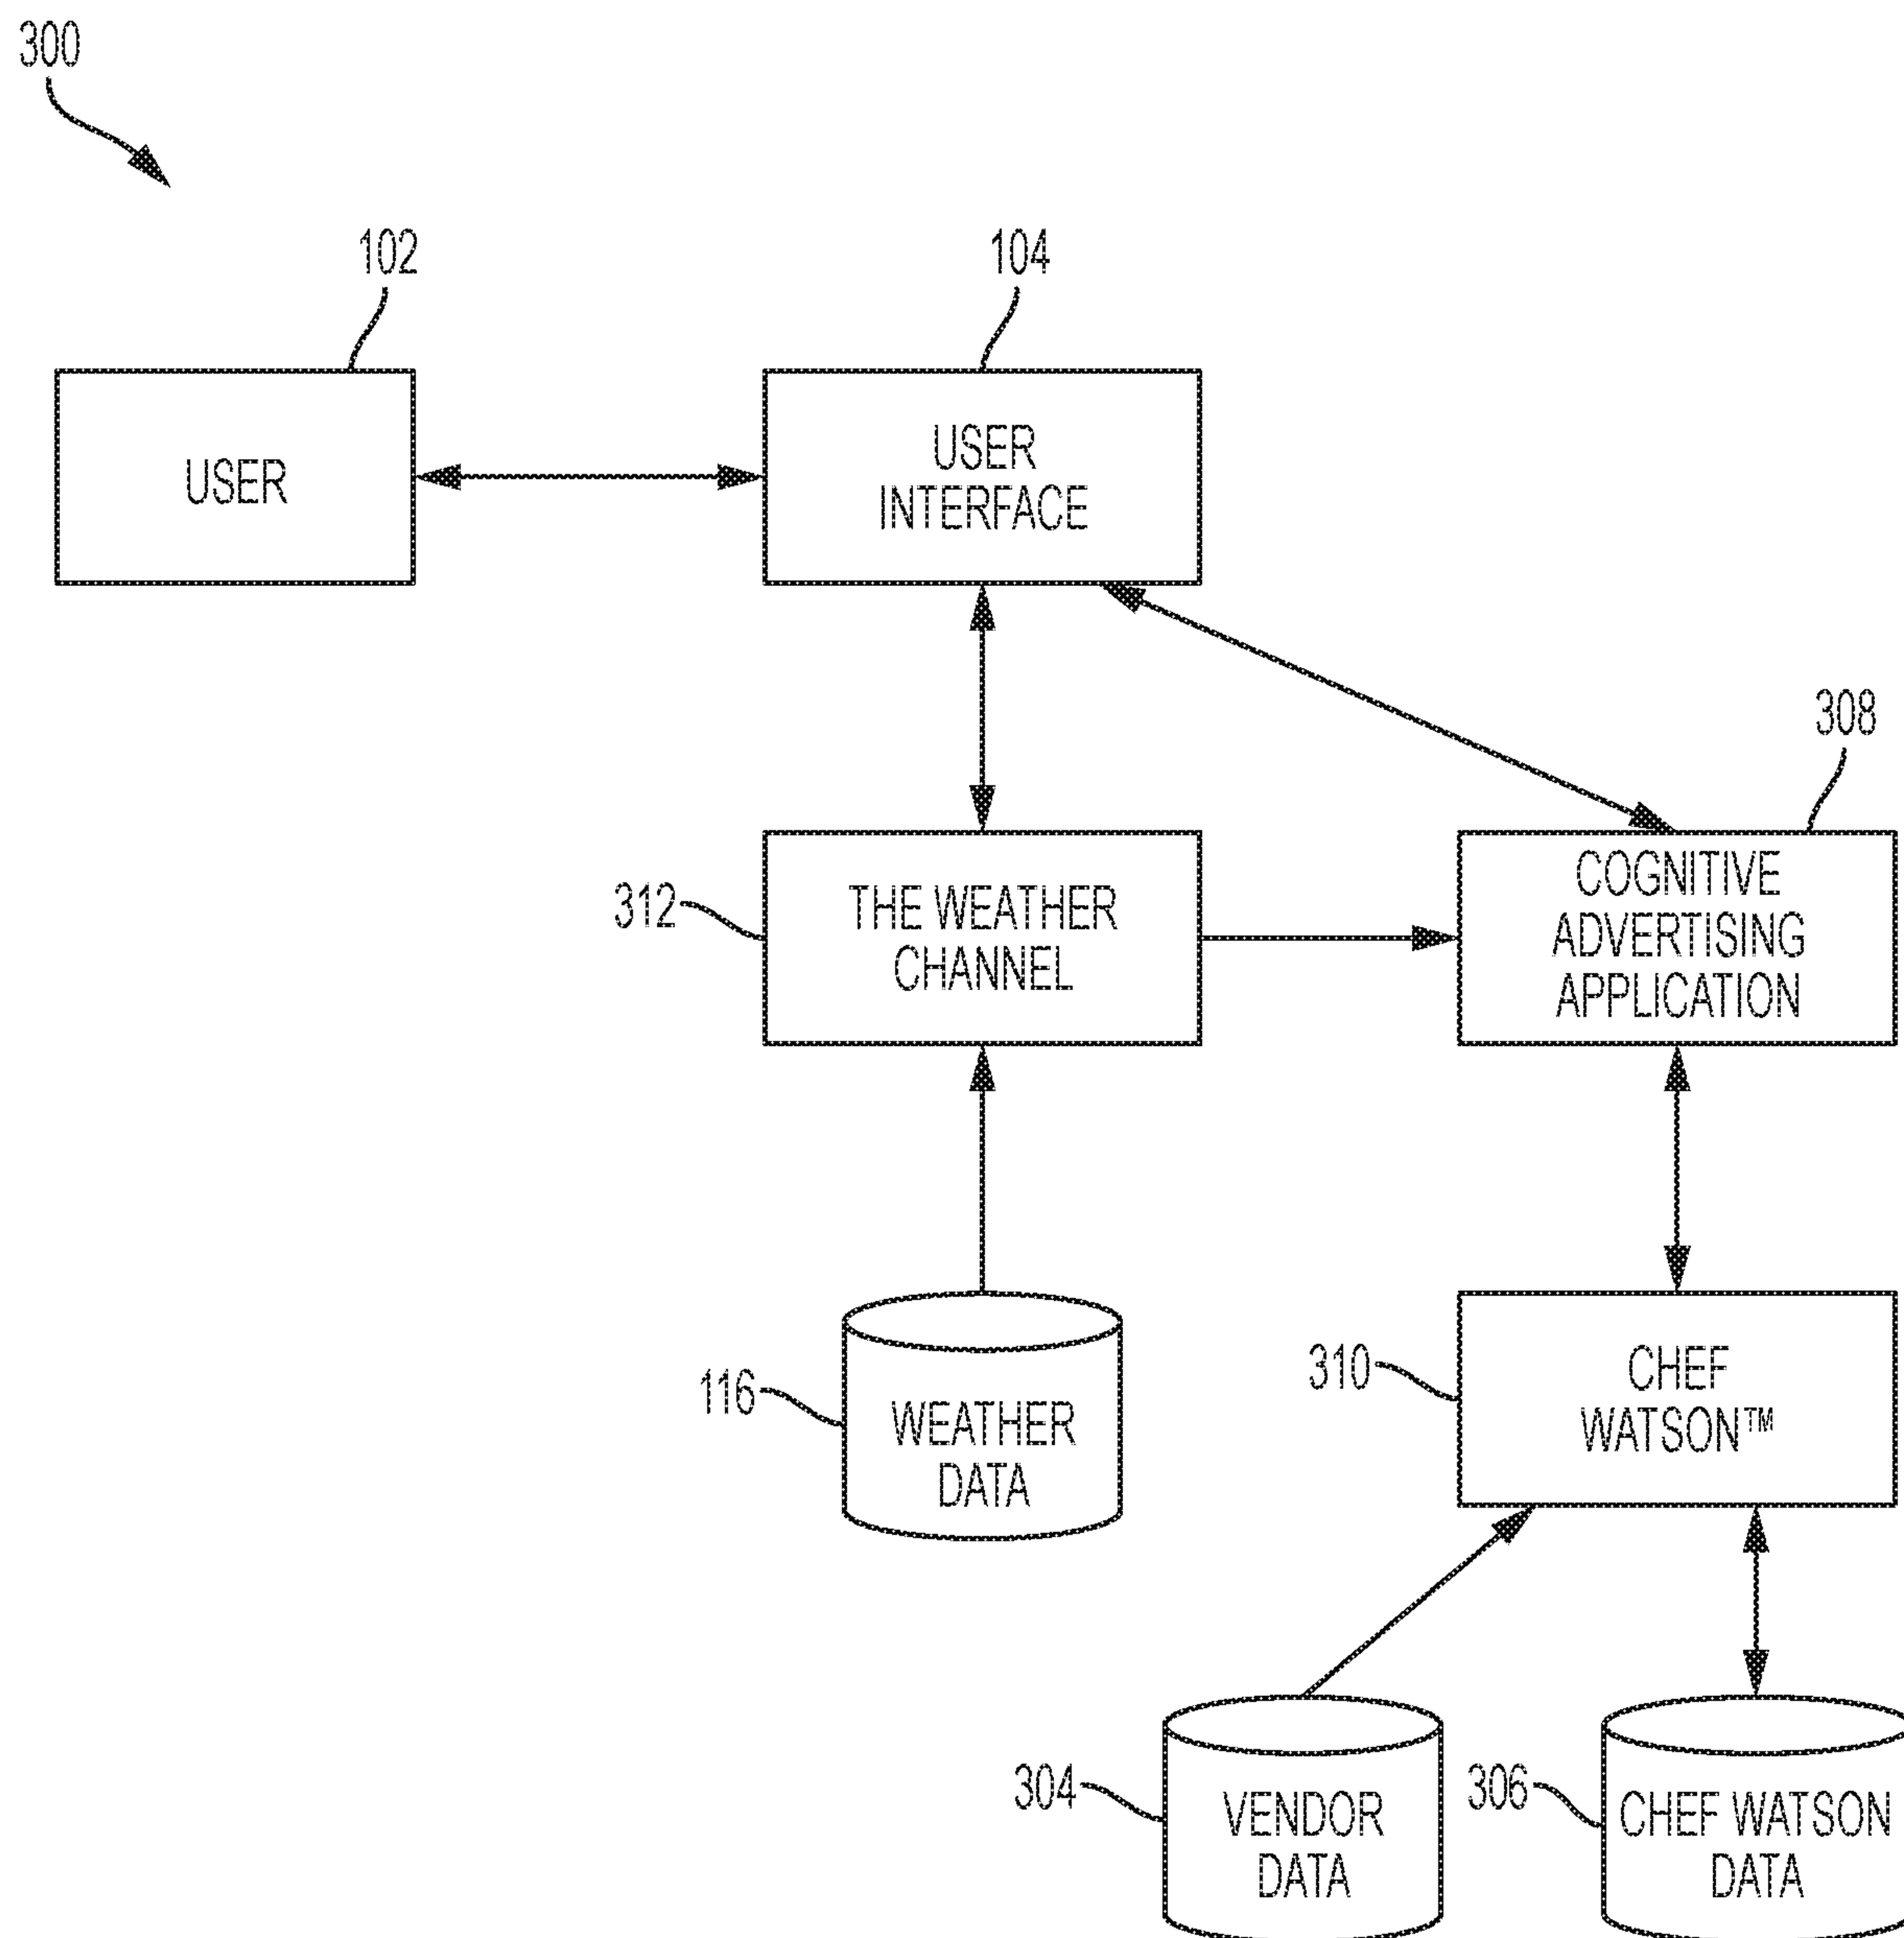 300
102
104
USER
USER
INTERFACE
308
312
THE WEATHER
CHANNEL
COGNITIVE
ADVERTISING
APPLICATION
116
WEATHER
DATA
310
CHEF
WATSON™
304
VENDOR
DATA
306
CHEF WATSON
DATA